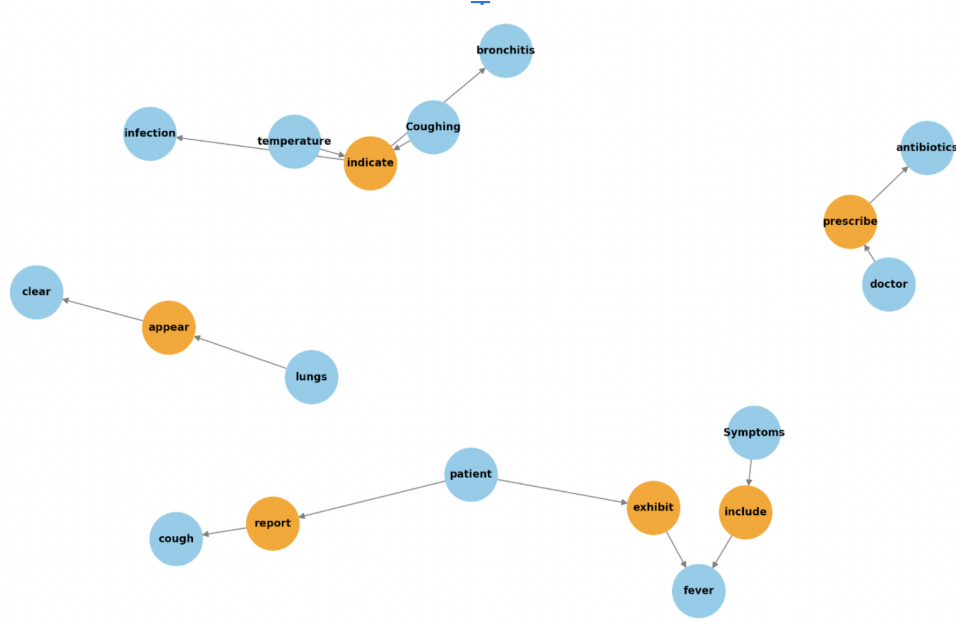 bronchitis
Coughing
infection
temperature
indicate
antibiotics
prescribe
doctor
clear
appear
lungs
Symptoms
patient
exhibit
include
report
cough
fever